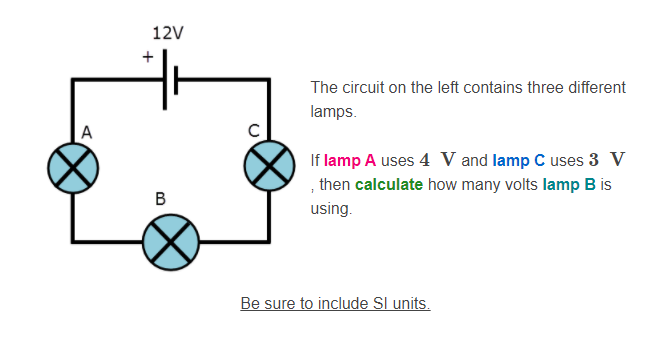 12V
+
A
C
B
The circuit on the left contains three different
lamps.
If lamp A uses 4 V and lamp C uses 3 V
, then calculate how many volts lamp B is
using.
Be sure to include SI units.